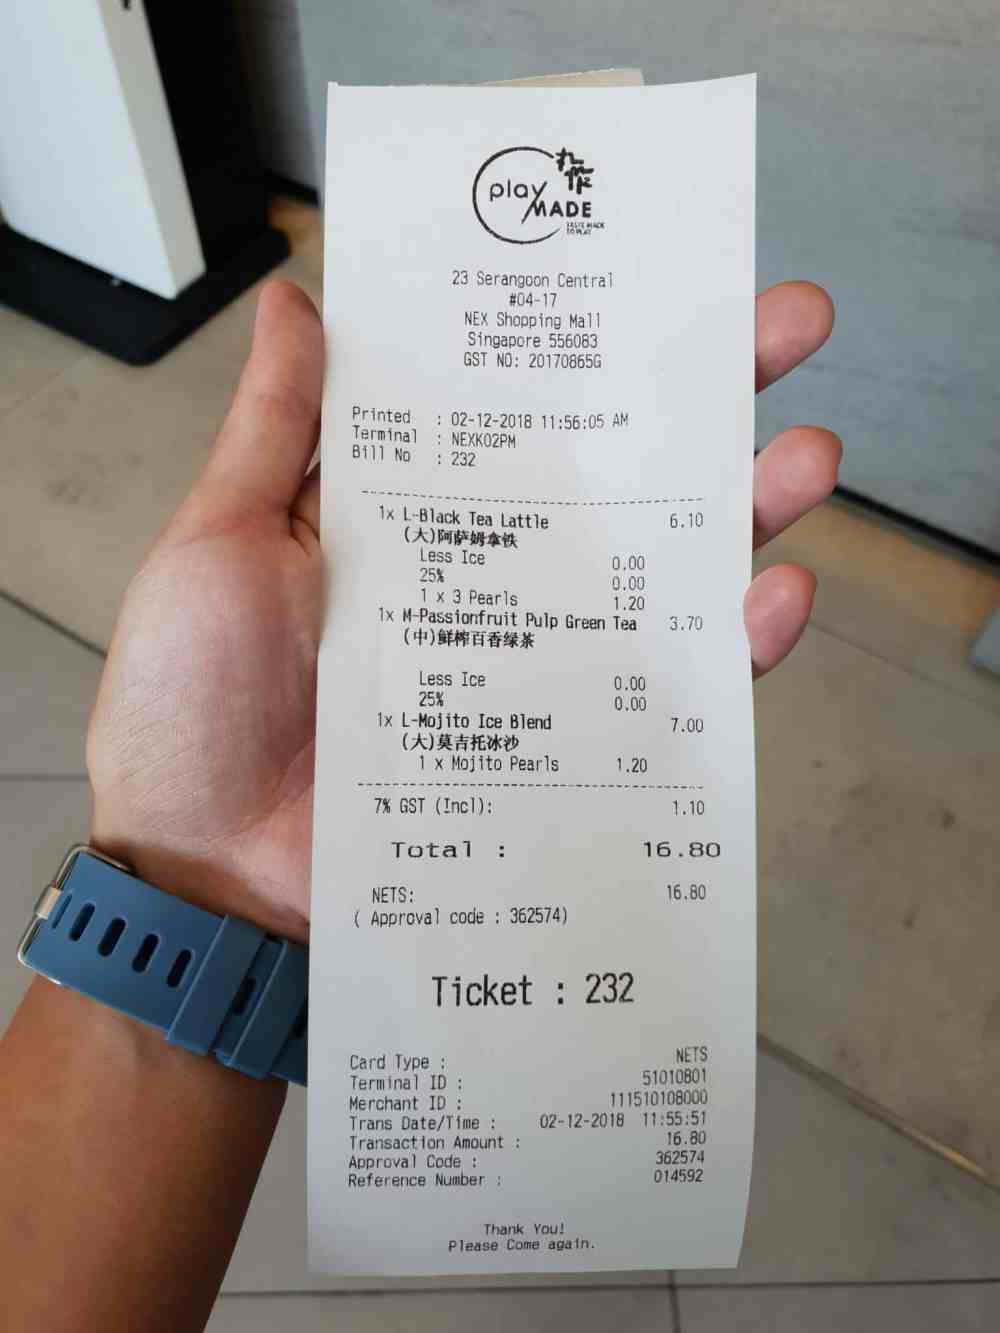 play MADE 丸作
TASTE MADE
TO PLAY
23 Serangoon Central
#04-17
NEX Shopping Mall
Singapore 556083
GST NO: 20170865G
Printed : 02-12-2018 11:56:05 AM
Terminal : NEXK02PM
Bill No : 232
1x L-Black Tea Lattle 6.10
(大)阿萨姆拿铁
Less Ice 0.00
25% 0.00
1 x 3 Pearls 1.20
1x M-Passionfruit Pulp Green Tea 3.70
(中)鲜榨百香绿茶
Less Ice 0.00
25% 0.00
1x L-Mojito Ice Blend 7.00
(大)莫吉托冰沙
1 x Mojito Pearls 1.20
7% GST (Incl): 1.10
Total : 16.80
NETS: 16.80
( Approval code : 362574)
Ticket : 232
Card Type : NETS
Terminal ID : 51010801
Merchant ID : 111510108000
Trans Date/Time : 02-12-2018 11:55:51
Transaction Amount : 16.80
Approval Code : 362574
Reference Number : 014592
Thank You!
Please Come again.